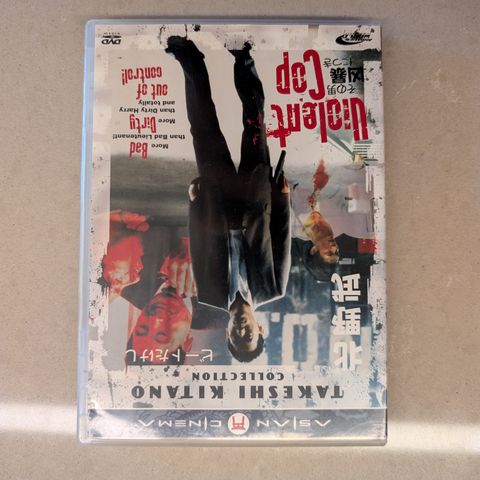 ASIAN CINEMA
TAKESHI KITANO
COLLECTION
ビートたけし
北野武
Violent
Cop
その男
凶暴
につき
More
Bad
than Bad Lieutenant!
More
Dirty
than Dirty Harry
and totally
out of
control!
DVD
VIDEO